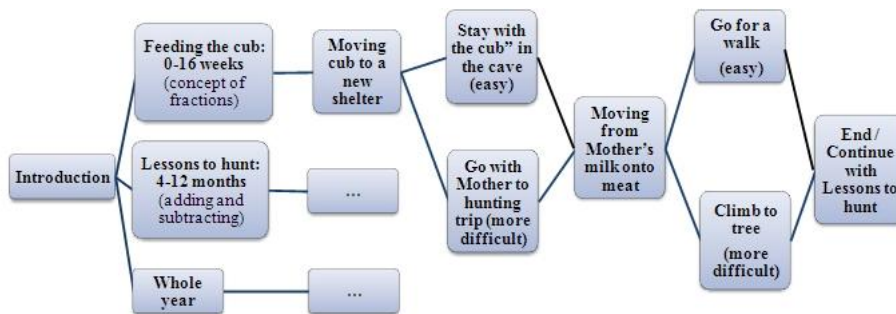 Introduction
Feeding the cub:
0-16 weeks
(concept of
fractions)
Lessons to hunt:
4-12 months
(adding and
subtracting)
Whole
year
Moving
cub to a
new
shelter
...
...
Stay with
the cub” in
the cave
(easy)
Go with
Mother to
hunting
trip (more
difficult)
Moving
from
Mother’s
milk onto
meat
Go for a
walk
(easy)
Climb to
tree
(more
difficult)
End /
Continue
with
Lessons to
hunt